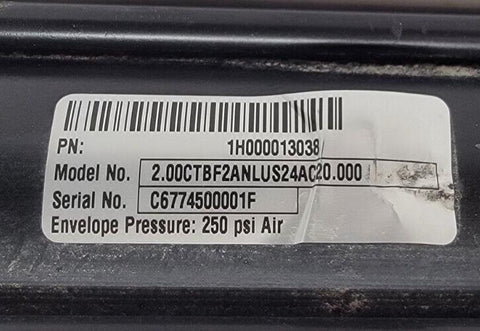 PN: 1H000013038
Model No. 2.00CTBF2ANLUS24AC20.000
Serial No. C6774500001F
Envelope Pressure: 250 psi Air